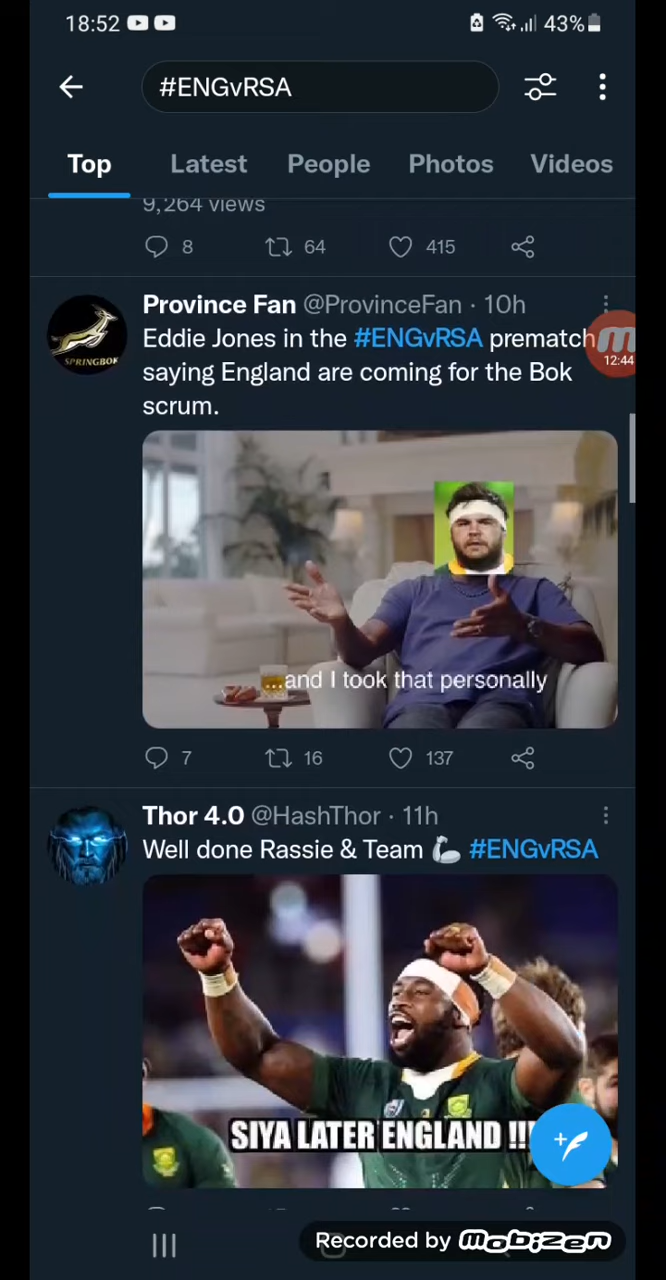 18:52
43%
#ENGvRSA
Top Latest People Photos Videos
9,264 views
8 64 415
Province Fan @ProvinceFan · 10h
Eddie Jones in the #ENGvRSA prematch
saying England are coming for the Bok
scrum.
SPRINGBOK
12:44
...and I took that personally
7 16 137
Thor 4.0 @HashThor · 11h
Well done Rassie & Team #ENGvRSA
SIYA LATER ENGLAND !!!
Recorded by mobizen